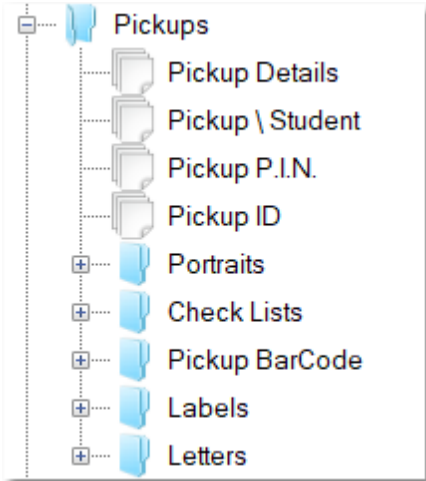 Pickups
Pickup Details
Pickup \ Student
Pickup P.I.N.
Pickup ID
Portraits
Check Lists
Pickup BarCode
Labels
Letters